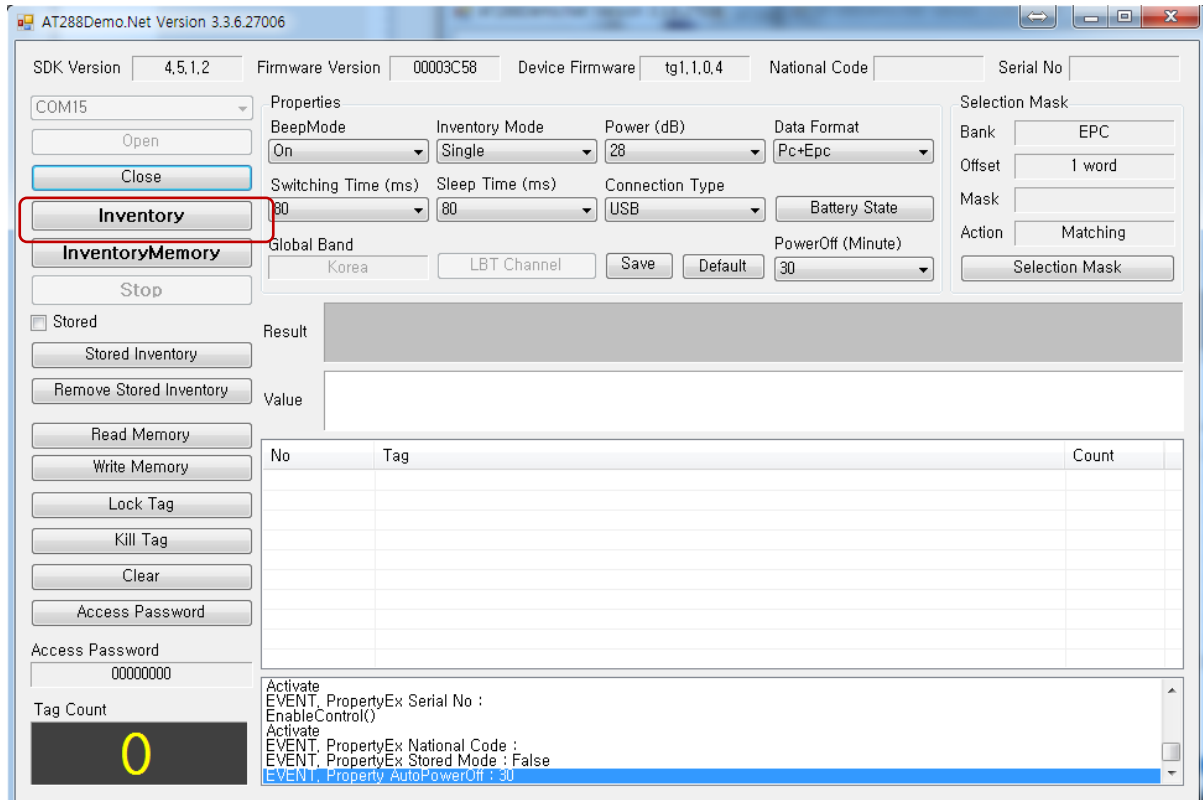 AT288Demo.Net Version 3.3.6.27006
SDK Version 4,5,1,2 Firmware Version 00003C58 Device Firmware tg1,1,0,4 National Code Serial No
COM15
Open
Close
Inventory
InventoryMemory
Stop
Stored
Stored Inventory
Remove Stored Inventory
Read Memory
Write Memory
Lock Tag
Kill Tag
Clear
Access Password
Access Password
00000000
Tag Count
0
Properties
BeepMode Inventory Mode Power (dB) Data Format
On Single 28 Pc+Epc
Switching Time (ms) Sleep Time (ms) Connection Type
80 80 USB Battery State
Global Band PowerOff (Minute)
Korea LBT Channel Save Default 30
Selection Mask
Bank EPC
Offset 1 word
Mask
Action Matching
Selection Mask
Result
Value
No Tag Count
Activate
EVENT, PropertyEx Serial No :
EnableControl()
Activate
EVENT, PropertyEx National Code :
EVENT, PropertyEx Stored Mode : False
EVENT, Property AutoPowerOff : 30